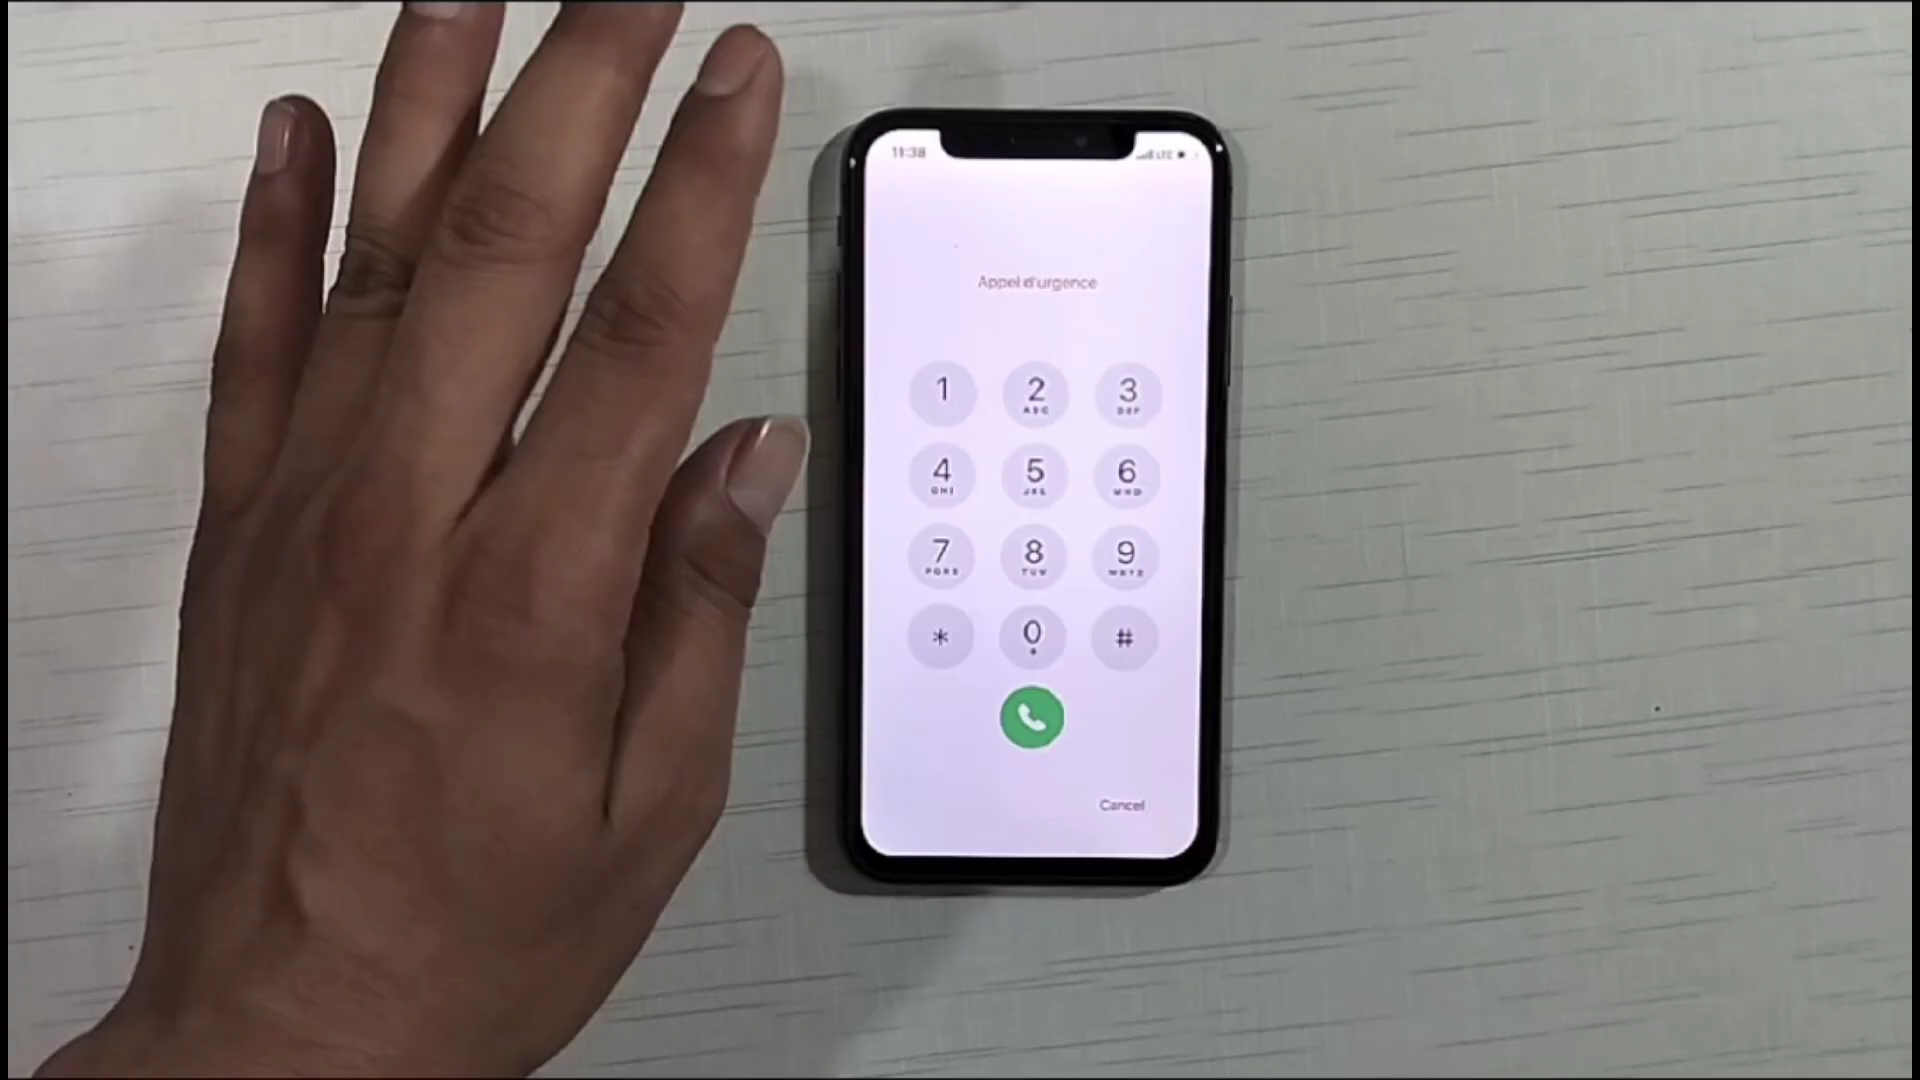 11:38 LTE
Appel d'urgence
1 2 3
ABC DEF
4 5 6
GHI JKL MNO
7 8 9
PQRS TUV WXYZ
* 0 #
Cancel